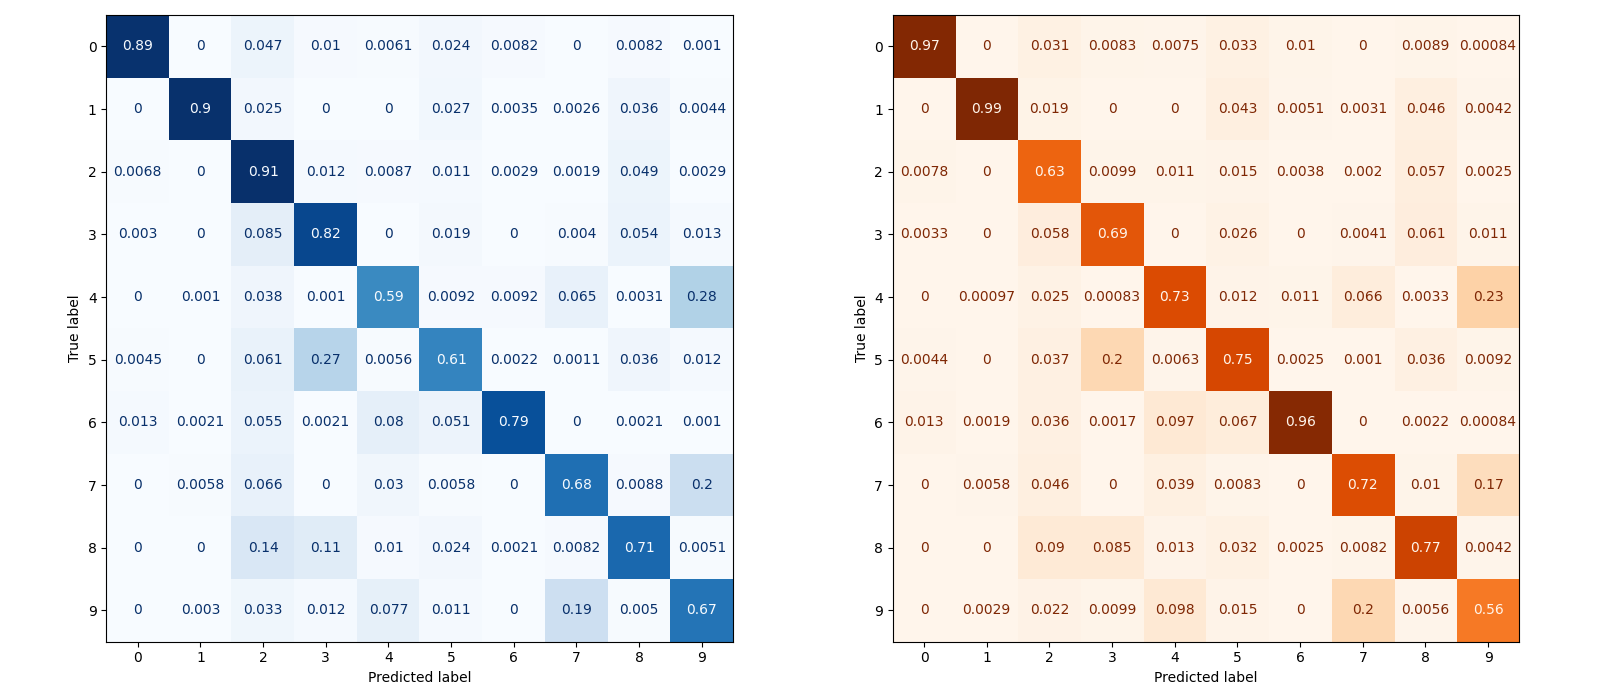 0 0.89 0 0.047 0.01 0.0061 0.024 0.0082 0 0.0082 0.001
1 0 0.9 0.025 0 0 0.027 0.0035 0.0026 0.036 0.0044
2 0.0068 0 0.91 0.012 0.0087 0.011 0.0029 0.0019 0.049 0.0029
3 0.003 0 0.085 0.82 0 0.019 0 0.004 0.054 0.013
4 0 0.001 0.038 0.001 0.59 0.0092 0.0092 0.065 0.0031 0.28
5 0.0045 0 0.061 0.27 0.0056 0.61 0.0022 0.0011 0.036 0.012
6 0.013 0.0021 0.055 0.0021 0.08 0.051 0.79 0 0.0021 0.001
7 0 0.0058 0.066 0 0.03 0.0058 0 0.68 0.0088 0.2
8 0 0 0.14 0.11 0.01 0.024 0.0021 0.0082 0.71 0.0051
9 0 0.003 0.033 0.012 0.077 0.011 0 0.19 0.005 0.67
0 1 2 3 4 5 6 7 8 9
Predicted label
True label
0 0.97 0 0.031 0.0083 0.0075 0.033 0.01 0 0.0089 0.00084
1 0 0.99 0.019 0 0 0.043 0.0051 0.0031 0.046 0.0042
2 0.0078 0 0.63 0.0099 0.011 0.015 0.0038 0.002 0.057 0.0025
3 0.0033 0 0.058 0.69 0 0.026 0 0.0041 0.061 0.011
4 0 0.00097 0.025 0.00083 0.73 0.012 0.011 0.066 0.0033 0.23
5 0.0044 0 0.037 0.2 0.0063 0.75 0.0025 0.001 0.036 0.0092
6 0.013 0.0019 0.036 0.0017 0.097 0.067 0.96 0 0.0022 0.00084
7 0 0.0058 0.046 0 0.039 0.0083 0 0.72 0.01 0.17
8 0 0 0.09 0.085 0.013 0.032 0.0025 0.0082 0.77 0.0042
9 0 0.0029 0.022 0.0099 0.098 0.015 0 0.2 0.0056 0.56
0 1 2 3 4 5 6 7 8 9
Predicted label
True label